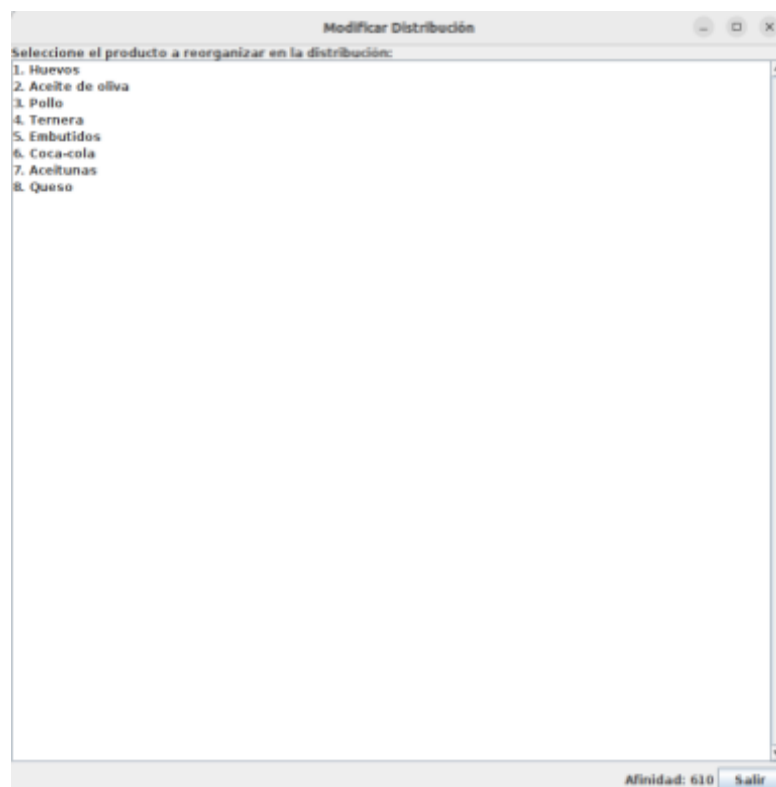 Modificar Distribución
Seleccione el producto a reorganizar en la distribución:
1. Huevos
2. Aceite de oliva
3. Pollo
4. Ternera
5. Embutidos
6. Coca-cola
7. Aceitunas
8. Queso
Afinidad: 610 Salir